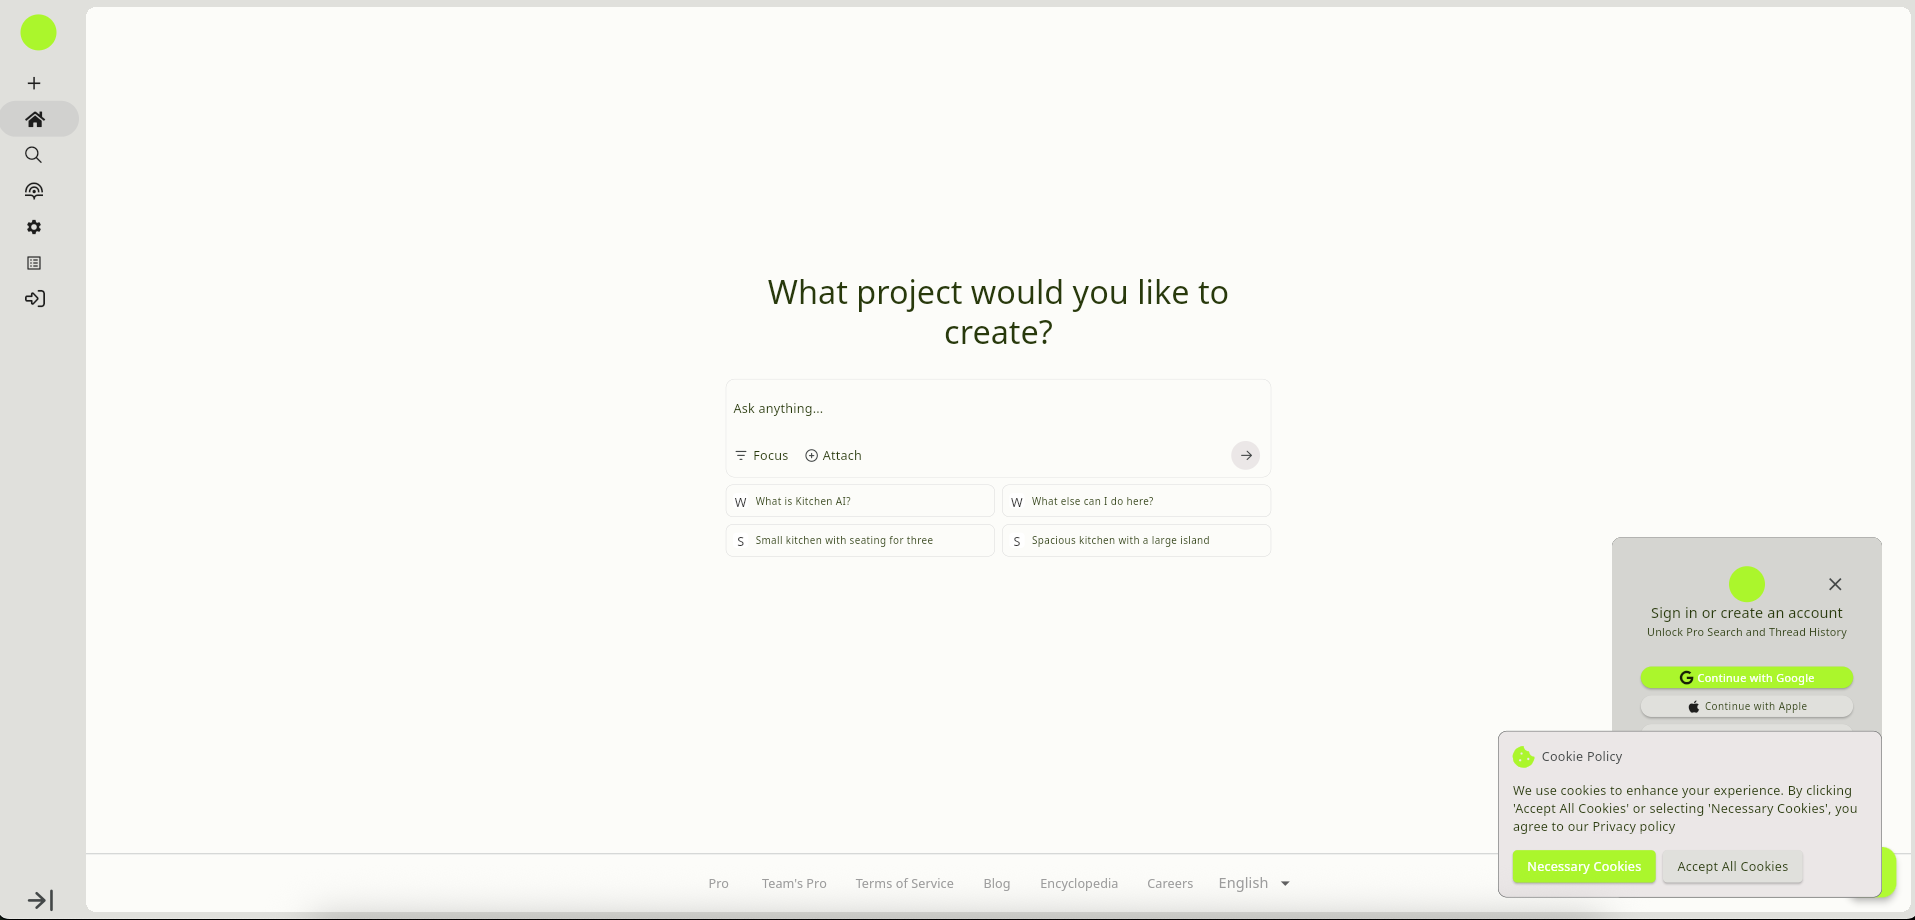 What project would you like to
create?
Ask anything...
Focus
Attach
W What is Kitchen AI?
W What else can I do here?
S Small kitchen with seating for three
S Spacious kitchen with a large island
Sign in or create an account
Unlock Pro Search and Thread History
Continue with Google
Continue with Apple
Cookie Policy
We use cookies to enhance your experience. By clicking
'Accept All Cookies' or selecting 'Necessary Cookies', you
agree to our Privacy policy
Necessary Cookies
Accept All Cookies
Pro
Team's Pro
Terms of Service
Blog
Encyclopedia
Careers
English